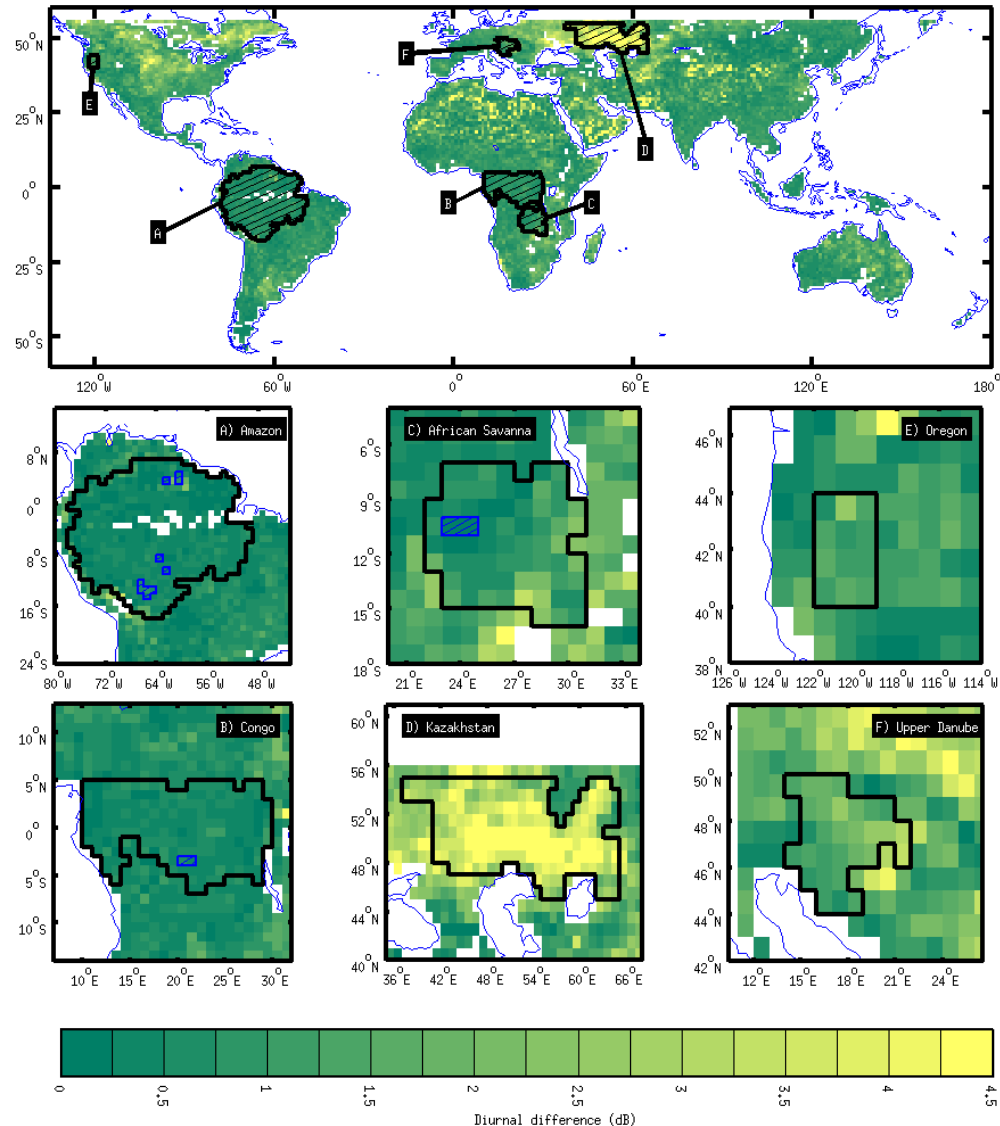 50°N
25°N
0°
25°S
50°S
120°W
60°W
0°
60°E
120°E
180°
F
E
D
B
C
A
A) Amazon
8°N
0°
8°S
16°S
24°S
80°W
72°W
64°W
56°W
48°W
C) African Savanna
6°S
9°S
12°S
15°S
18°S
21°E
24°E
27°E
30°E
33°E
E) Oregon
46°N
44°N
42°N
40°N
38°N
126°W
124°W
122°W
120°W
118°W
116°W
114°W
B) Congo
10°N
5°N
0°
5°S
10°S
10°E
15°E
20°E
25°E
30°E
D) Kazakhstan
60°N
56°N
52°N
48°N
44°N
40°N
36°E
42°E
48°E
54°E
60°E
66°E
F) Upper Danube
52°N
50°N
48°N
46°N
44°N
42°N
12°E
15°E
18°E
21°E
24°E
0
0.5
1
1.5
2
2.5
3
3.5
4
4.5
Diurnal difference (dB)